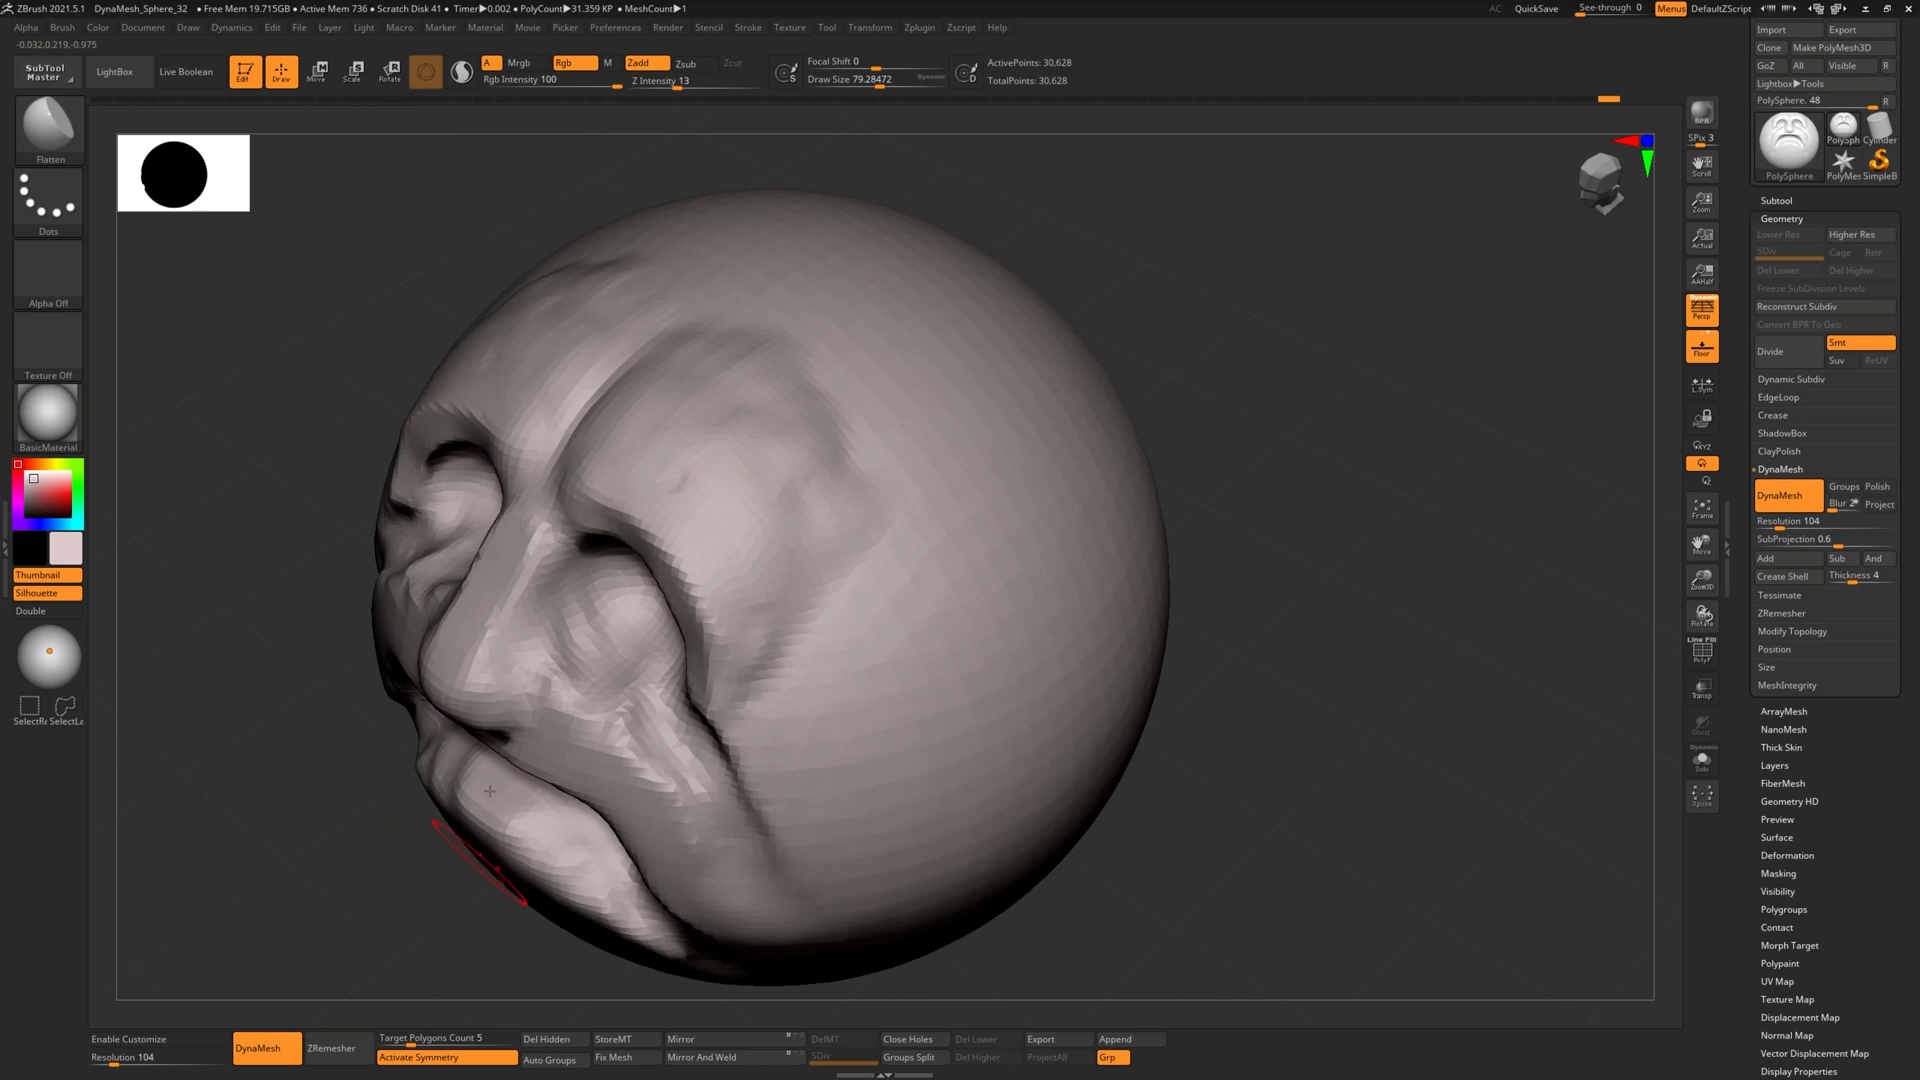 ZBrush 2021.5.1 DynaMesh_Sphere_32 • Free Mem 19.715GB • Active Mem 736 • Scratch Disk 41 • Timer▶0.002 • PolyCount▶31.359 KP • MeshCount▶1 AC QuickSave See-through 0 Menus DefaultZScript
Alpha Brush Color Document Draw Dynamics Edit File Layer Light Macro Marker Material Movie Picker Preferences Render Stencil Stroke Texture Tool Transform Zplugin Zscript Help
-0.032,0.219,-0.975
SubTool Master LightBox Live Boolean Edit Draw Move Scale Rotate
A Mrgb Rgb M Zadd Zsub Zcut
Rgb Intensity 100 Z Intensity 13
Focal Shift 0
Draw Size 79.28472 Dynamic
S D
ActivePoints: 30,628
TotalPoints: 30,628
Flatten
Dots
Alpha Off
Texture Off
BasicMaterial
Thumbnail
Silhouette
Double
SelectRe SelectLa
BPR
SPix 3
Scroll
Zoom
Actual
AAHalf
Dynamic
Persp
Floor
L.Sym
XYZ
Y
Z
Frame
Move
Zoom3D
Rotate
Line Fill
PolyF
Transp
Ghost
Dynamic
Solo
Xpose
Import Export
Clone Make PolyMesh3D
GoZ All Visible R
Lightbox▶Tools
PolySphere. 48 R
PolySphere PolySph Cylinder
PolyMes SimpleB
Subtool
Geometry
Lower Res Higher Res
SDiv Cage Rstr
Del Lower Del Higher
Freeze SubDivision Levels
Reconstruct Subdiv
Convert BPR To Geo
Divide Smt
Suv ReUV
Dynamic Subdiv
EdgeLoop
Crease
ShadowBox
ClayPolish
DynaMesh
DynaMesh Groups Polish
Blur 2 Project
Resolution 104
SubProjection 0.6
Add Sub And
Create Shell Thickness 4
Tessimate
ZRemesher
Modify Topology
Position
Size
MeshIntegrity
ArrayMesh
NanoMesh
Thick Skin
Layers
FiberMesh
Geometry HD
Preview
Surface
Deformation
Masking
Visibility
Polygroups
Contact
Morph Target
Polypaint
UV Map
Texture Map
Displacement Map
Normal Map
Vector Displacement Map
Display Properties
Enable Customize DynaMesh ZRemesher Target Polygons Count 5 Del Hidden StoreMT Mirror DelMT Close Holes Del Lower Export Append
Resolution 104 Activate Symmetry Auto Groups Fix Mesh Mirror And Weld SDiv Groups Split Del Higher ProjectAll Grp